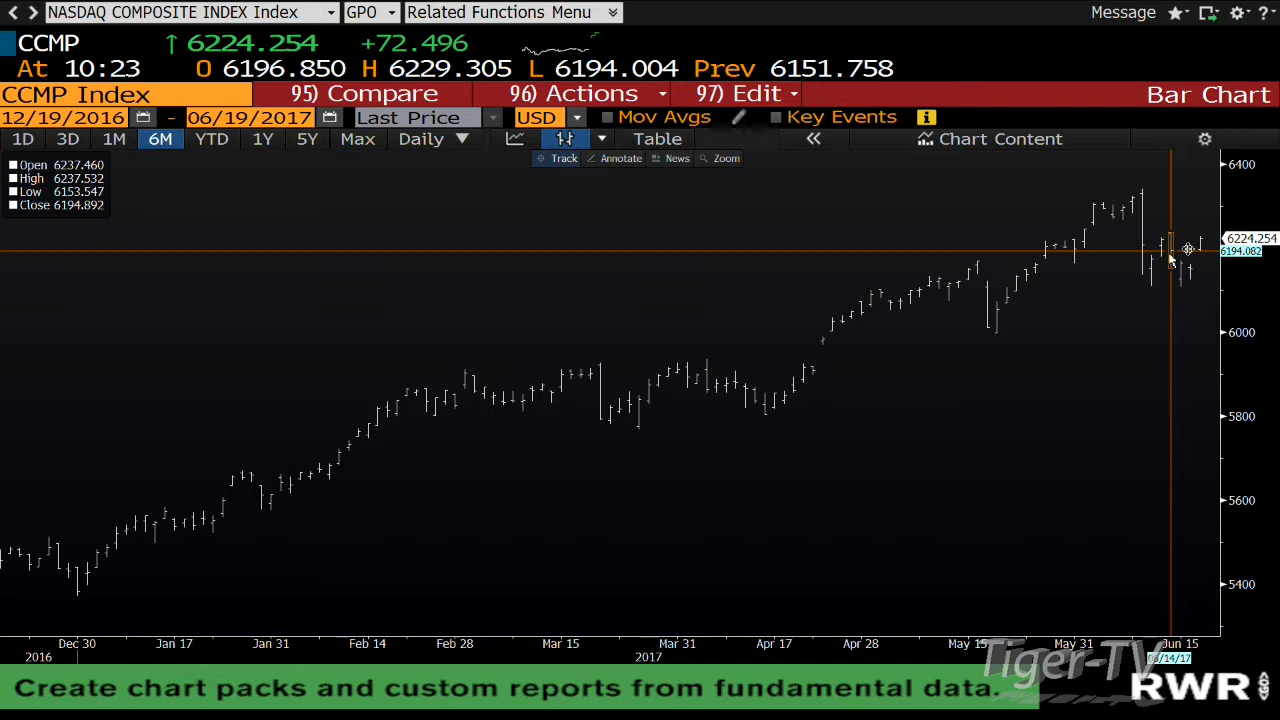 NASDAQ COMPOSITE INDEX Index GPO Related Functions Menu Message ?
CCMP ↑ 6224.254 +72.496
At 10:23 O 6196.850 H 6229.305 L 6194.004 Prev 6151.758
CCMP Index 95) Compare 96) Actions 97) Edit Bar Chart
12/19/2016 - 06/19/2017 Last Price USD Mov Avgs Key Events i
1D 3D 1M 6M YTD 1Y 5Y Max Daily ▼ Table « Chart Content
Track Annotate News Zoom
Open 6237.460
High 6237.532
Low 6153.547
Close 6194.892
6400
6224.254
6194.082
6000
5800
5600
5400
Dec 30 Jan 17 Jan 31 Feb 14 Feb 28 Mar 15 Mar 31 Apr 17 Apr 28 May 15 May 31 Jun 15
2016 2017 06/14/17
Tiger-TV
Create chart packs and custom reports from fundamental data. RWR GO